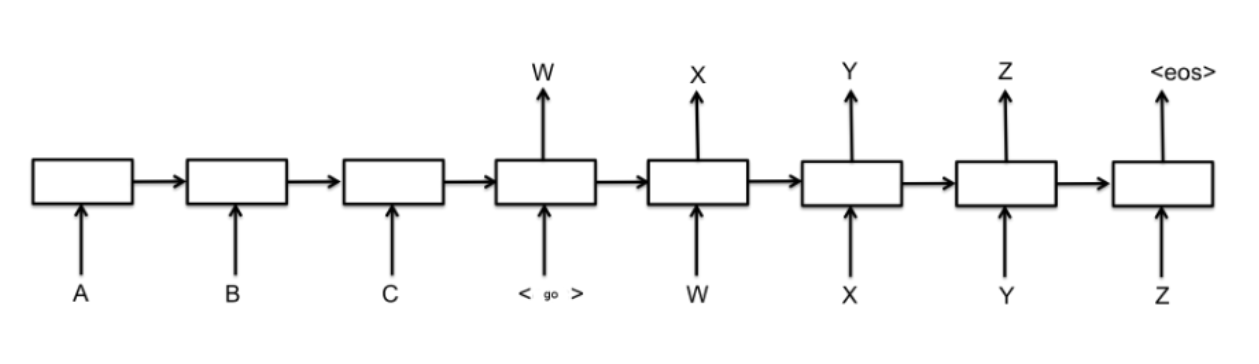 W X Y Z <eos>
A B C < go > W X Y Z